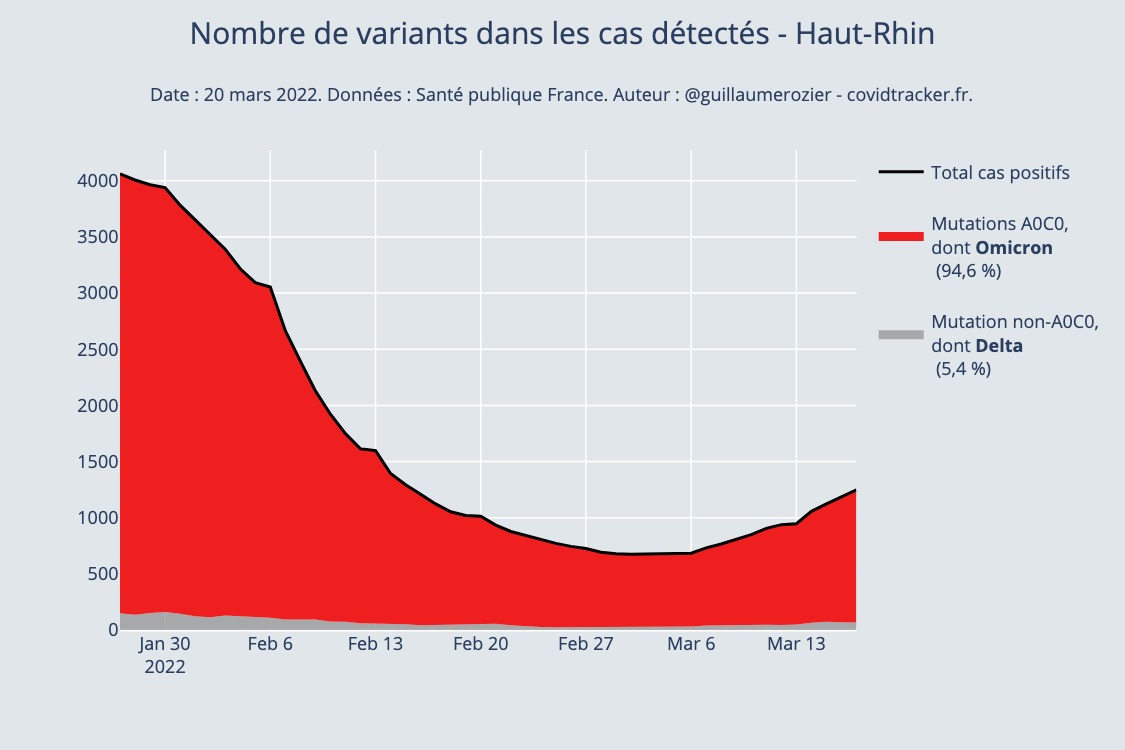 Nombre de variants dans les cas détectés - Haut-Rhin
Date : 20 mars 2022. Données : Santé publique France. Auteur : @guillaumerozier - covidtracker.fr.
4000
3500
3000
2500
2000
1500
1000
500
0
Jan 30
2022
Feb 6
Feb 13
Feb 20
Feb 27
Mar 6
Mar 13
Total cas positifs
Mutations A0C0,
dont Omicron
(94,6 %)
Mutation non-A0C0,
dont Delta
(5,4 %)